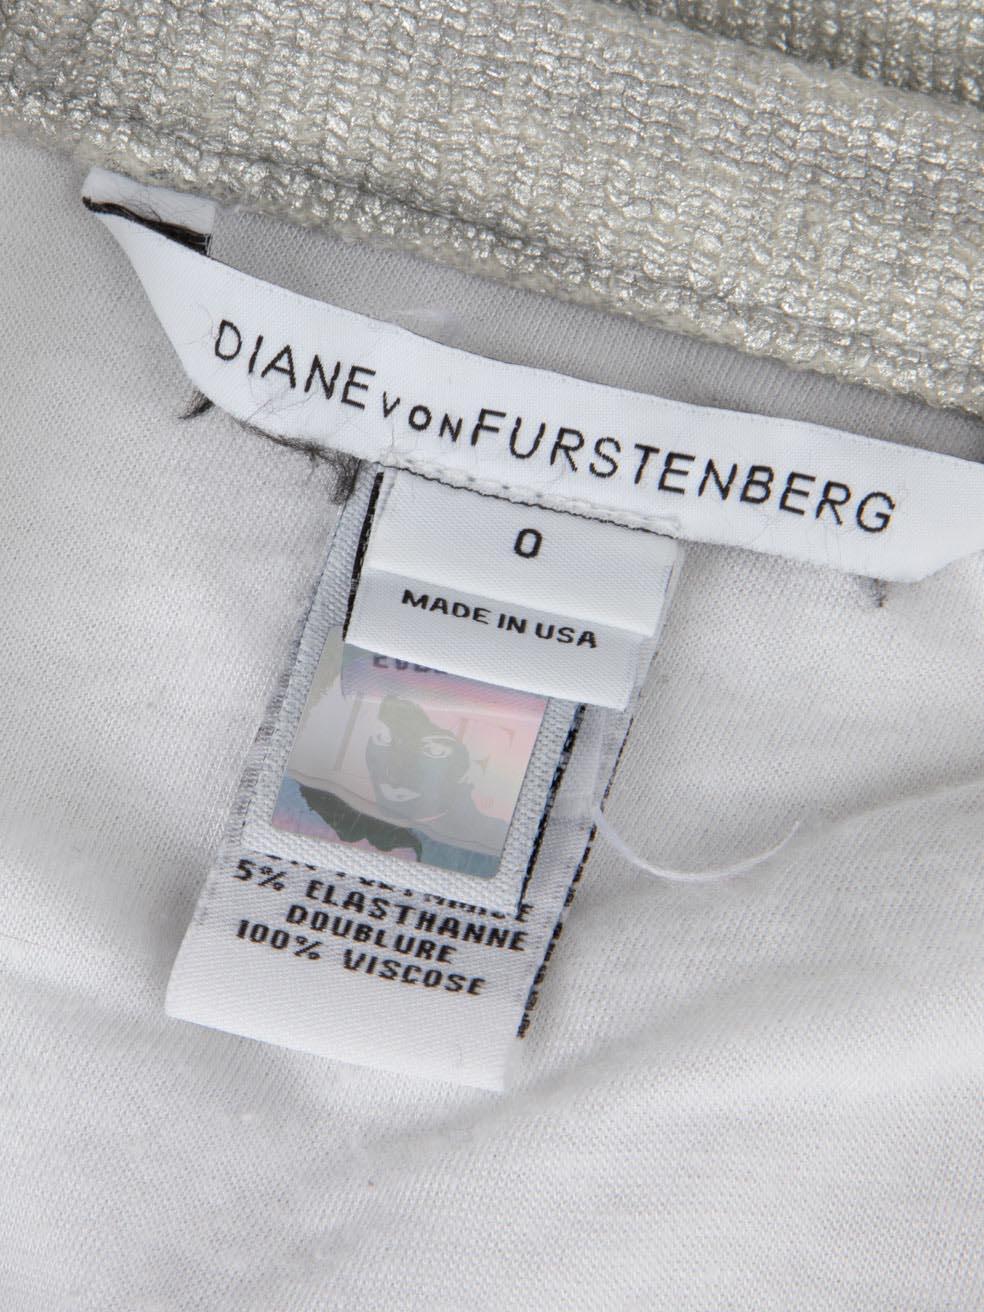 DIANE VON FURSTENBERG
0
MADE IN USA
5% ELASTHANNE
DOUBLURE
100% VISCOSE